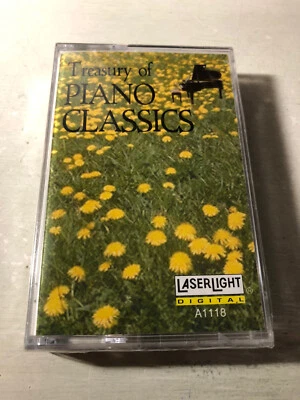 Treasury of
PIANO
CLASSICS
LASERLIGHT
DIGITAL
A1118